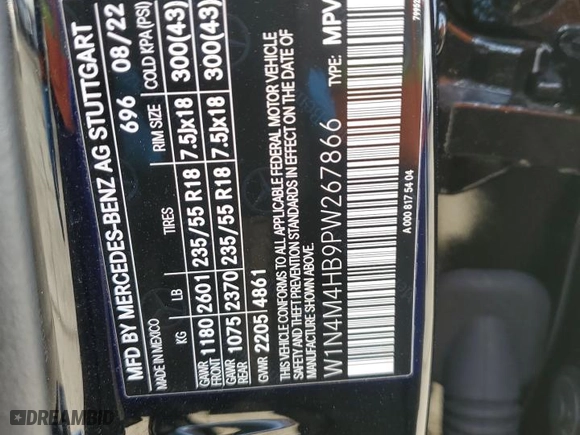 MFD BY MERCEDES-BENZ AG STUTTGART
MADE IN MEXICO
696 08/22
KG LB TIRES RIM SIZE COLD KPA (PSI)
GAWR FRONT 1180 2601 235/55 R18 7.5Jx18 300(43)
GAWR REAR 1075 2370 235/55 R18 7.5Jx18 300(43)
GVWR 2205 4861
THIS VEHICLE CONFORMS TO ALL APPLICABLE FEDERAL MOTOR VEHICLE
SAFETY AND THEFT PREVENTION STANDARDS IN EFFECT ON THE DATE OF
MANUFACTURE SHOWN ABOVE.
W1N4M4HB9PW267866 TYPE: MPV
A 000 817 54 04
DREAMBID